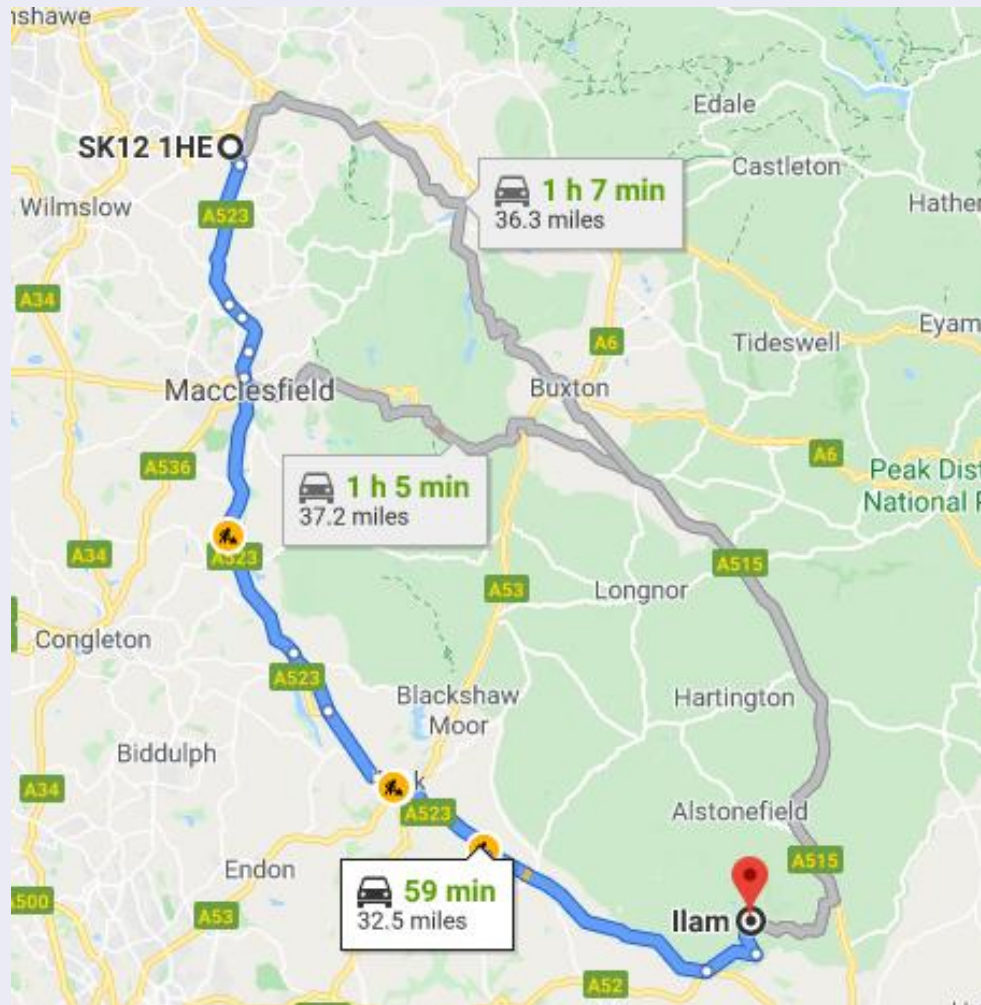 nshawe
Edale
SK12 1HE
Castleton
1 h 7 min
36.3 miles
Wilmslow
Hather
A523
A34
Eyam
Tideswell
A6
Buxton
Macclesfield
A536
A6
Peak Dist
National P
1 h 5 min
37.2 miles
A34
A523
A515
A53
Longnor
Congleton
A523
Hartington
Blackshaw
Moor
Biddulph
A34
k
A523
Alstonefield
A515
Endon
59 min
32.5 miles
A500
A53
Ilam
A52